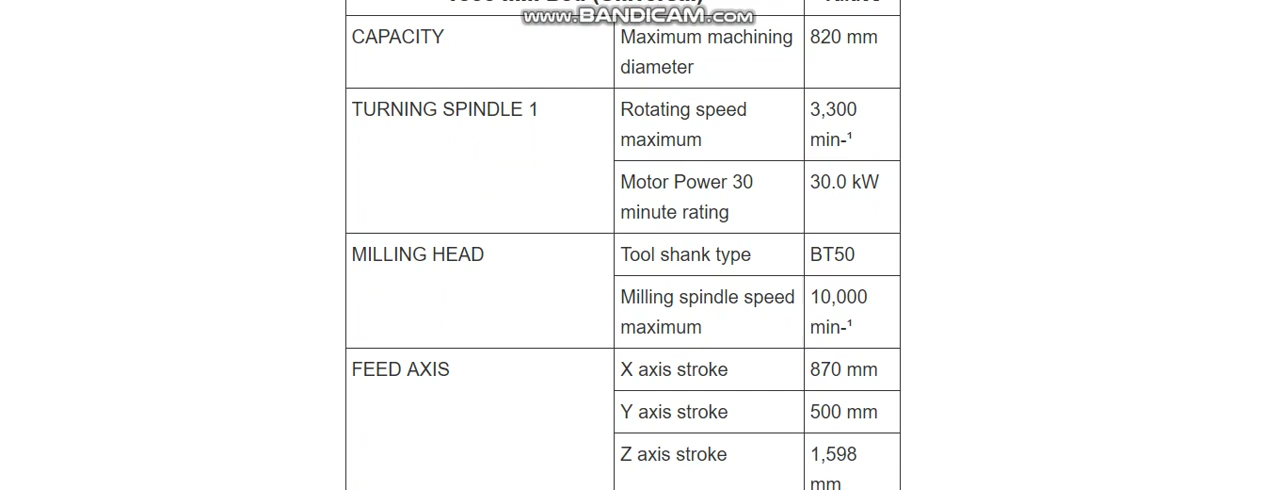 www.BANDICAM.com
CAPACITY
Maximum machining
diameter
820 mm
TURNING SPINDLE 1
Rotating speed
maximum
3,300
min-¹
Motor Power 30
minute rating
30.0 kW
MILLING HEAD
Tool shank type
BT50
Milling spindle speed
maximum
10,000
min-¹
FEED AXIS
X axis stroke
870 mm
Y axis stroke
500 mm
Z axis stroke
1,598
mm